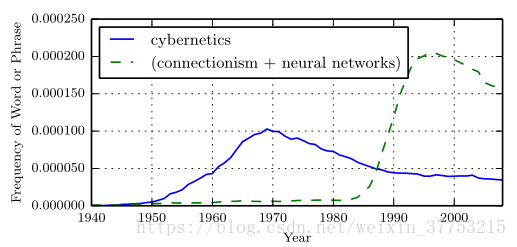 0.000250
0.000200
0.000150
0.000100
0.000050
0.000000
Frequency of Word or Phrase
cybernetics
(connectionism + neural networks)
1940 1950 1960 1970 1980 1990 2000
Year
https://blog.csdn.net/weixin_37753215